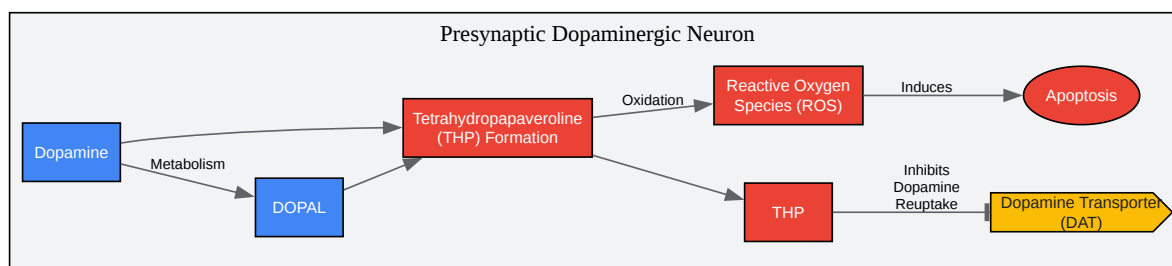 Presynaptic Dopaminergic Neuron
Dopamine
Metabolism
DOPAL
Tetrahydropapaveroline
(THP) Formation
Oxidation
Reactive Oxygen
Species (ROS)
Induces
Apoptosis
THP
Inhibits
Dopamine
Reuptake
Dopamine Transporter
(DAT)